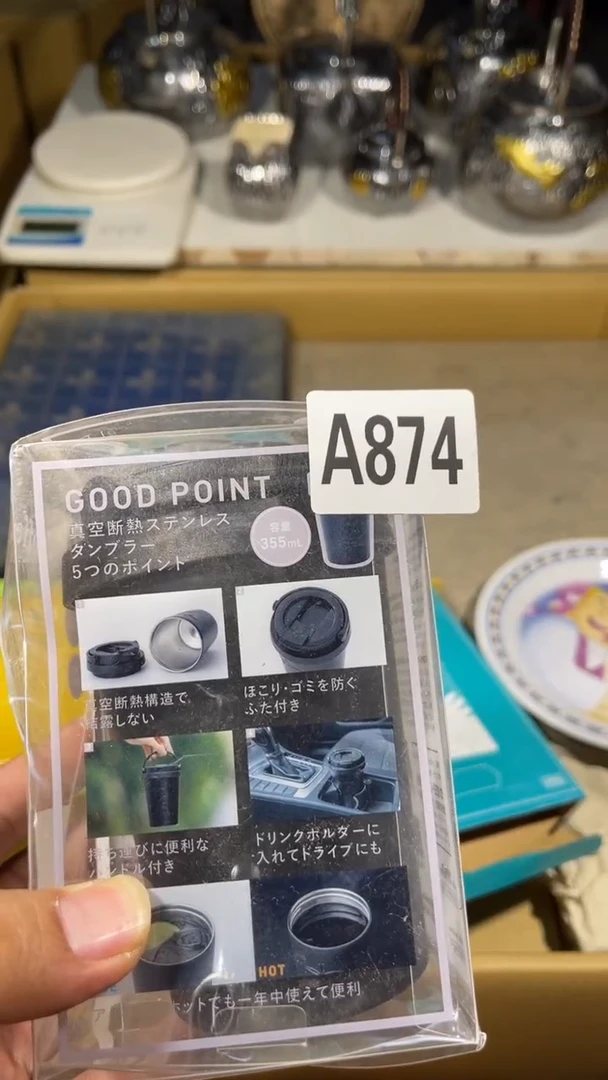 A874
GOOD POINT
真空断熱ステンレス
タンブラー
5つのポイント
容量
355mL
真空断熱構造で
結露しない
ほこり・ゴミを防ぐ
ふた付き
持ち運びに便利な
ハンドル付き
ドリンクホルダーに
入れてドライブにも
HOT
ホットでも一年中使えて便利